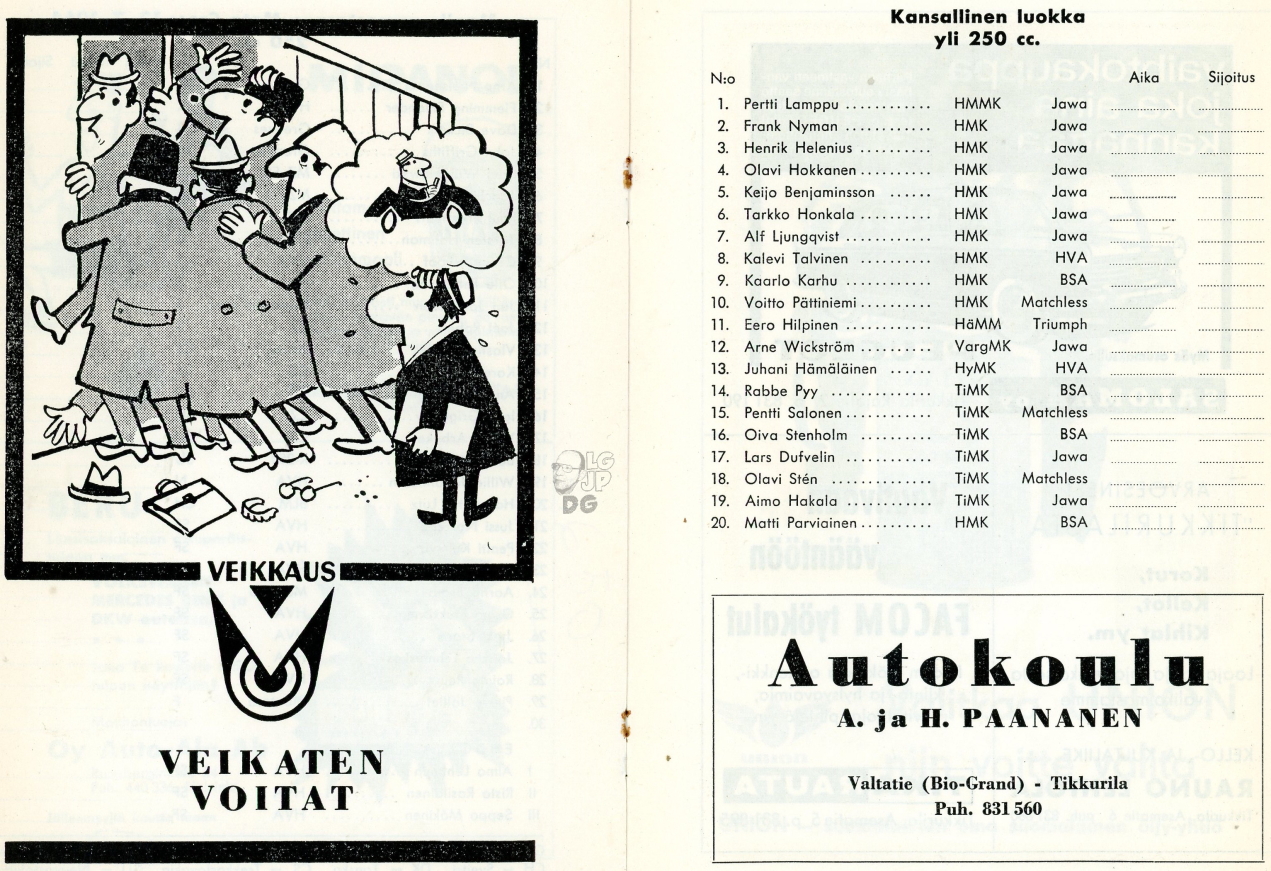 VEIKKAUS
VEIKATEN
VOITAT
LG
JP
DG
Kansallinen luokka
yli 250 cc.
N:o Aika Sijoitus
1. Pertti Lamppu HMMK Jawa
2. Frank Nyman HMK Jawa
3. Henrik Helenius HMK Jawa
4. Olavi Hokkanen HMK Jawa
5. Keijo Benjaminsson HMK Jawa
6. Tarkko Honkala HMK Jawa
7. Alf Ljungqvist HMK Jawa
8. Kalevi Talvinen HMK HVA
9. Kaarlo Karhu HMK BSA
10. Voitto Pättiniemi HMK Matchless
11. Eero Hilpinen HäMM Triumph
12. Arne Wickström VargMK Jawa
13. Juhani Hämäläinen HyMK HVA
14. Rabbe Pyy TiMK BSA
15. Pentti Salonen TiMK Matchless
16. Oiva Stenholm TiMK BSA
17. Lars Dufvelin TiMK Jawa
18. Olavi Stén TiMK Matchless
19. Aimo Hakala TiMK Jawa
20. Matti Parviainen HMK BSA
Autokoulu
A. ja H. PAANANEN
Valtatie (Bio-Grand) - Tikkurila
Puh. 831 560